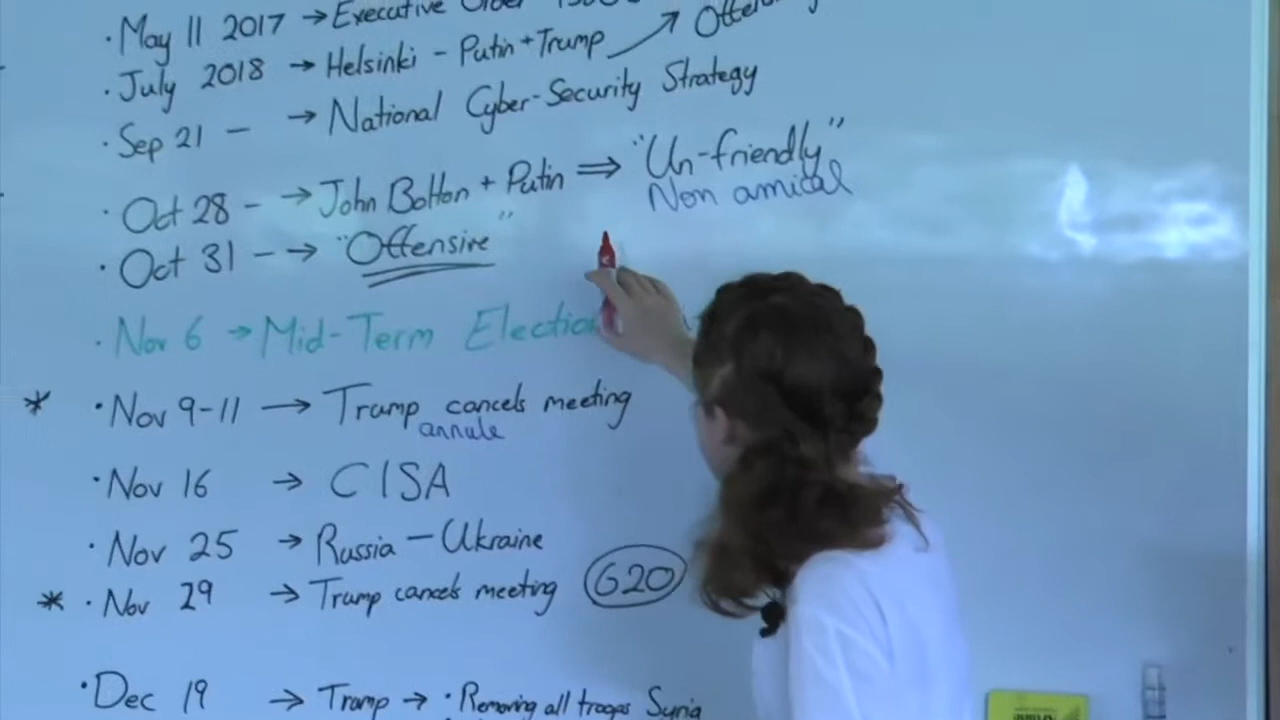 · May 11 2017 → Executive Order
· July 2018 → Helsinki - Putin + Trump ↗
· Sep 21 - → National Cyber-Security Strategy
· Oct 28 - → John Bolton + Putin ⇒ "Un-friendly"
Non amical
· Oct 31 - → "Offensive"
· Nov 6 → Mid-Term Election
* · Nov 9-11 → Trump cancels meeting
annule
· Nov 16 → CISA
· Nov 25 → Russia - Ukraine
* · Nov 29 → Trump cancels meeting G20
· Dec 19 → Trump → · Removing all troops Syria